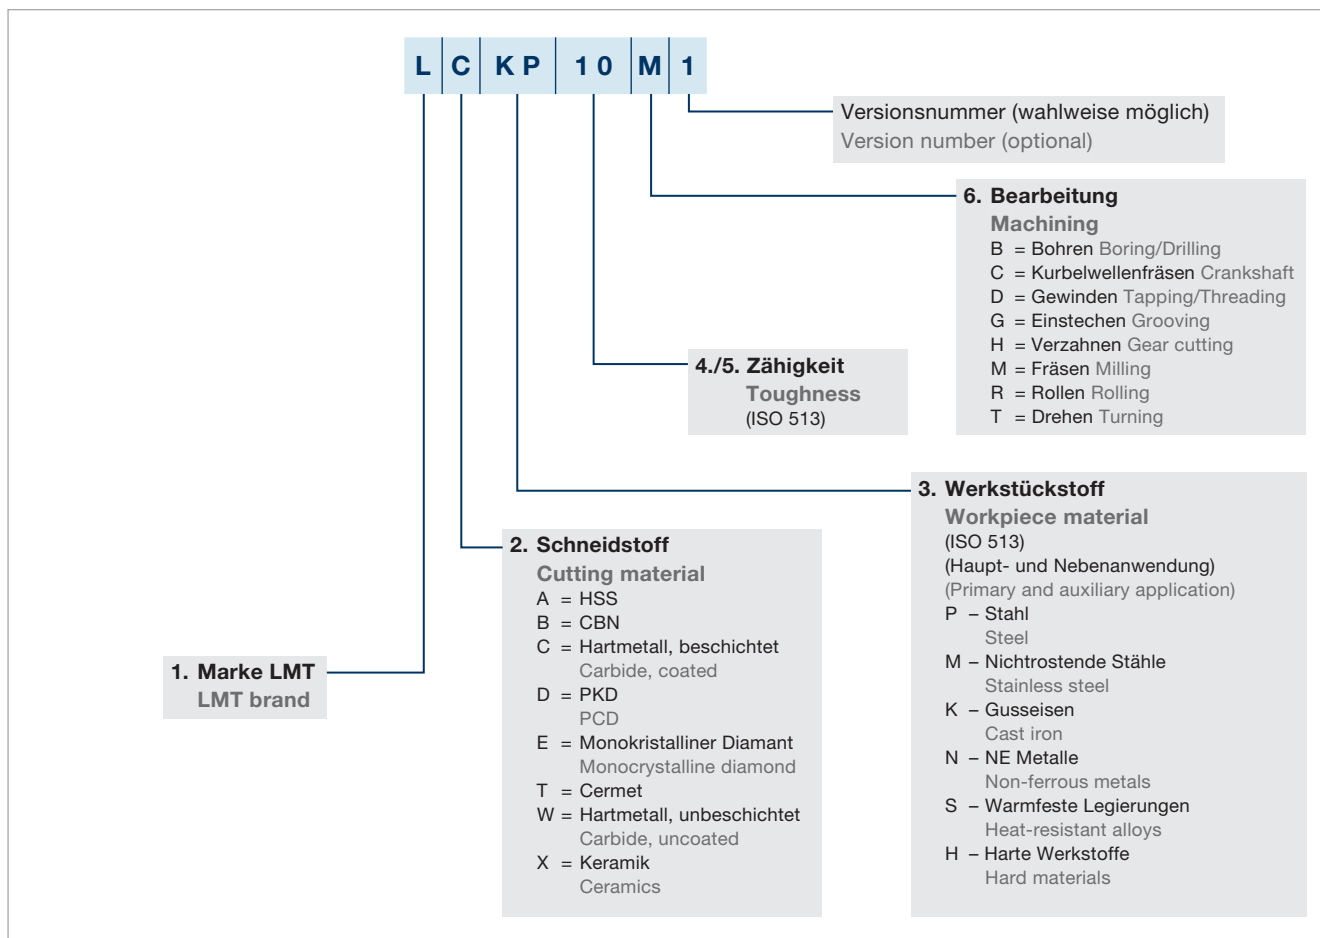 L C K P 1 0 M 1
Versionsnummer (wahlweise möglich)
Version number (optional)
6. Bearbeitung
Machining
B = Bohren Boring/Drilling
C = Kurbelwellenfräsen Crankshaft
D = Gewinden Tapping/Threading
G = Einstechen Grooving
H = Verzahnen Gear cutting
M = Fräsen Milling
R = Rollen Rolling
T = Drehen Turning
4./5. Zähigkeit
Toughness
(ISO 513)
3. Werkstückstoff
Workpiece material
(ISO 513)
(Haupt- und Nebenanwendung)
(Primary and auxiliary application)
P – Stahl
Steel
M – Nichtrostende Stähle
Stainless steel
K – Gusseisen
Cast iron
N – NE Metalle
Non-ferrous metals
S – Warmfeste Legierungen
Heat-resistant alloys
H – Harte Werkstoffe
Hard materials
2. Schneidstoff
Cutting material
A = HSS
B = CBN
C = Hartmetall, beschichtet
Carbide, coated
D = PKD
PCD
E = Monokristalliner Diamant
Monocrystalline diamond
T = Cermet
W = Hartmetall, unbeschichtet
Carbide, uncoated
X = Keramik
Ceramics
1. Marke LMT
LMT brand